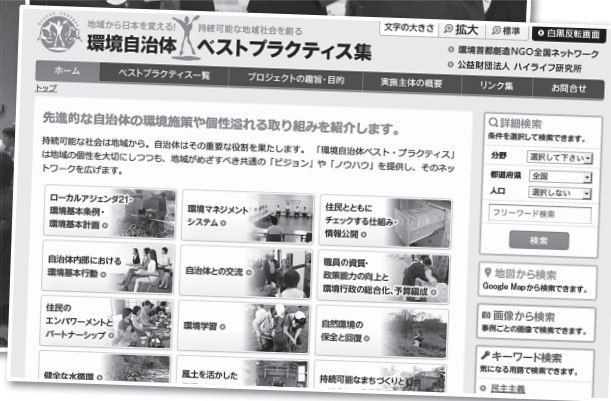 地域から日本を変える!
持続可能な地域社会を創る
環境自治体
ベストプラクティス集
文字の大きさ 拡大 標準 白黒反転画面
環境首都創造NGO全国ネットワーク
公益財団法人 ハイライフ研究所
ホーム ベストプラクティス一覧 プロジェクトの趣旨・目的 実施主体の概要 リンク集 お問合せ
トップ
先進的な自治体の環境施策や個性溢れる取り組みを紹介します。
持続可能な社会は地域から。自治体はその重要な役割を果たします。「環境自治体ベスト・プラクティス」
は地域の個性を大切にしつつも、地域がめざすべき共通の「ビジョン」や「ノウハウ」を提供し、そのネッ
トワークを広げます。
ローカルアジェンダ21・
環境基本条例・
環境基本計画
環境マネジメント
システム
住民とともに
チェックする仕組み・
情報公開
自治体内部における
環境基本行動
自治体との交流
職員の資質・
政策能力の向上と
環境行政の総合化、予算編成
住民の
エンパワーメントと
パートナーシップ
環境学習
自然環境の
保全と回復
健全な水循環
風土を活かした
持続可能なまちづくりと
詳細検索
条件を選択して検索できます。
分野 選択して下さい
都道府県 全国
人口 選択しない
フリーワード検索
検索
地図から検索
Google Mapから検索できます。
画像から検索
事例ごとの画像で検索できます。
キーワード検索
気になる用語で検索できます。
民主主義